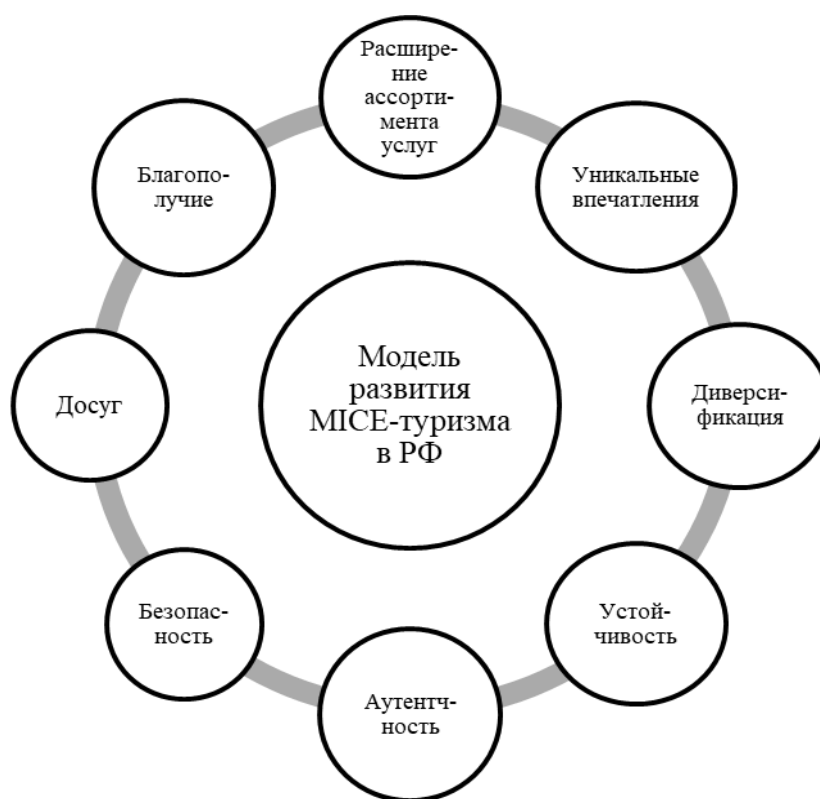 Расшире-
ние
ассорти-
мента
услуг
Уникальные
впечатления
Диверси-
фикация
Устой-
чивость
Аутентч-
ность
Безопас-
ность
Досуг
Благопо-
лучие
Модель
развития
MICE-туризма
в РФ